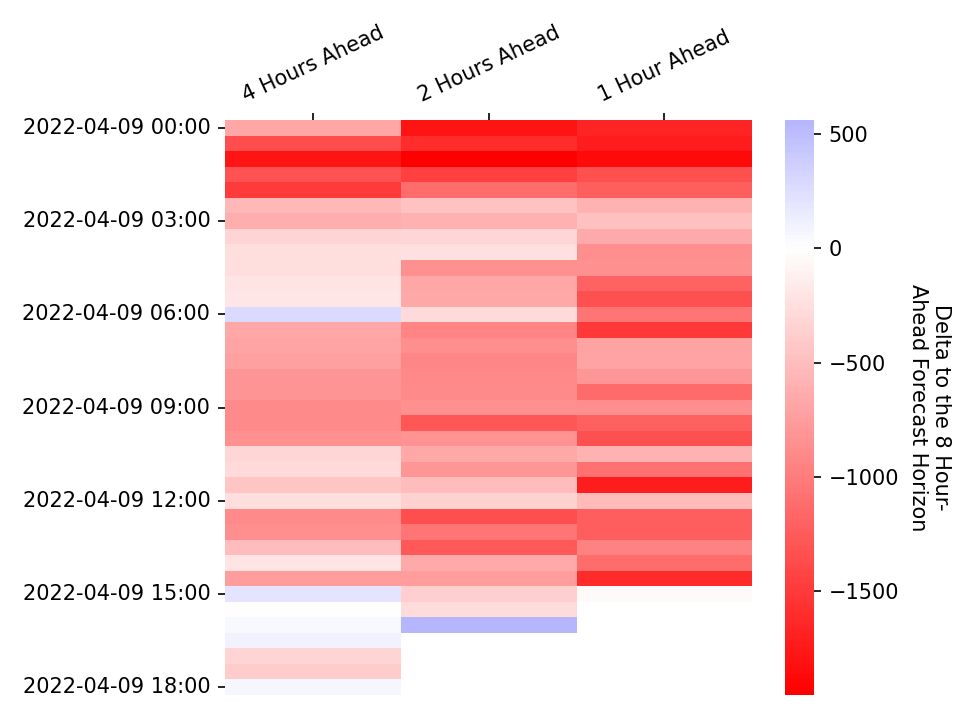 4 Hours Ahead
2 Hours Ahead
1 Hour Ahead
2022-04-09 00:00
2022-04-09 03:00
2022-04-09 06:00
2022-04-09 09:00
2022-04-09 12:00
2022-04-09 15:00
2022-04-09 18:00
500
0
−500
−1000
−1500
Delta to the 8 Hour-
Ahead Forecast Horizon